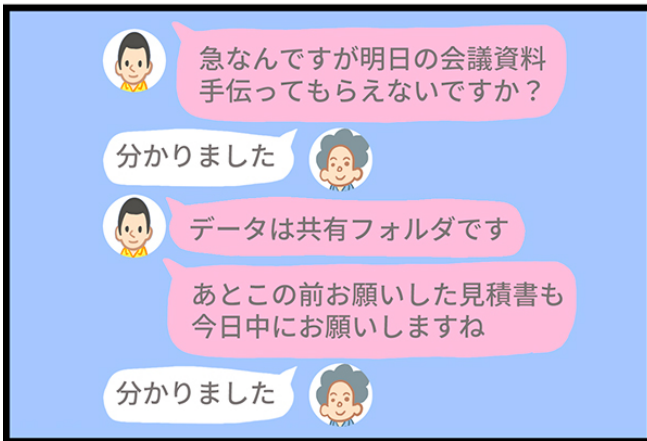 急なんですが明日の会議資料
手伝ってもらえないですか？
分かりました
データは共有フォルダです
あとこの前お願いした見積書も
今日中にお願いしますね
分かりました